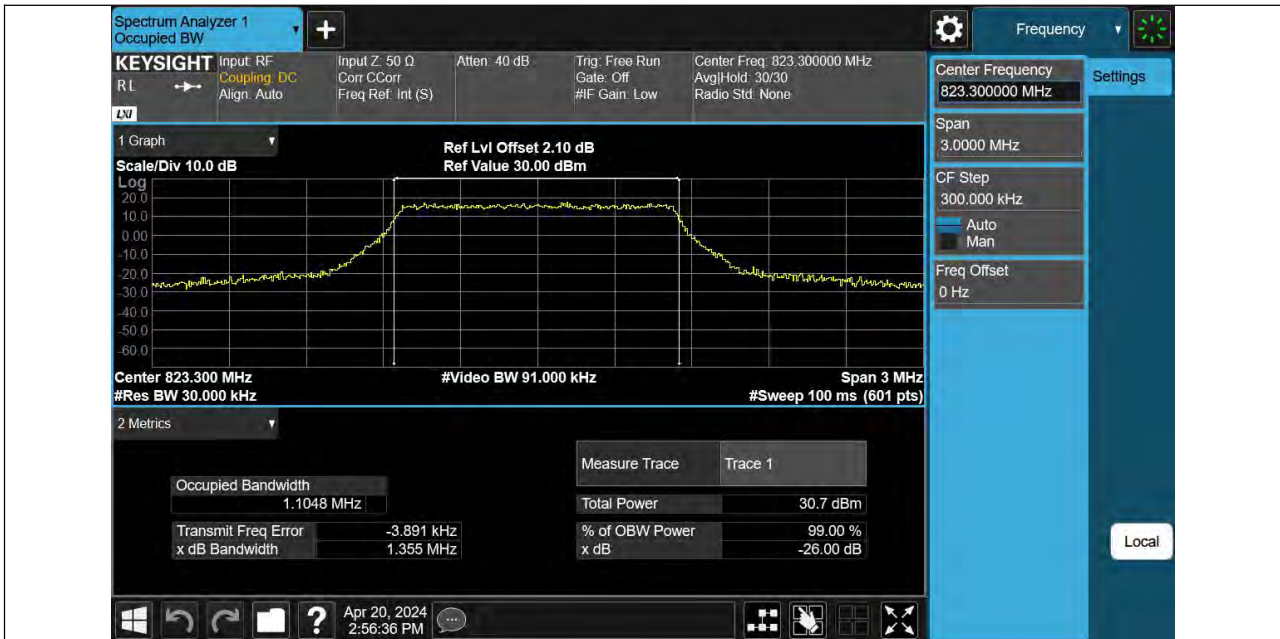 Spectrum Analyzer 1
Occupied BW
+
Frequency
KEYSIGHT
RL
LXI
Input: RF
Coupling: DC
Align: Auto
Input Z: 50 Ω
Corr CCorr
Freq Ref: Int (S)
Atten: 40 dB
Trig: Free Run
Gate: Off
#IF Gain: Low
Center Freq: 823.300000 MHz
Avg|Hold: 30/30
Radio Std: None
Center Frequency
823.300000 MHz
Settings
Span
3.0000 MHz
CF Step
300.000 kHz
Auto
Man
Freq Offset
0 Hz
Local
1 Graph
Scale/Div 10.0 dB
Ref Lvl Offset 2.10 dB
Ref Value 30.00 dBm
Log
20.0
10.0
0.00
-10.0
-20.0
-30.0
-40.0
-50.0
-60.0
Center 823.300 MHz
#Video BW 91.000 kHz
Span 3 MHz
#Res BW 30.000 kHz
#Sweep 100 ms (601 pts)
2 Metrics
Measure Trace
Trace 1
Occupied Bandwidth
1.1048 MHz
Total Power
30.7 dBm
Transmit Freq Error
-3.891 kHz
% of OBW Power
99.00 %
x dB Bandwidth
1.355 MHz
x dB
-26.00 dB
?
Apr 20, 2024
2:56:36 PM